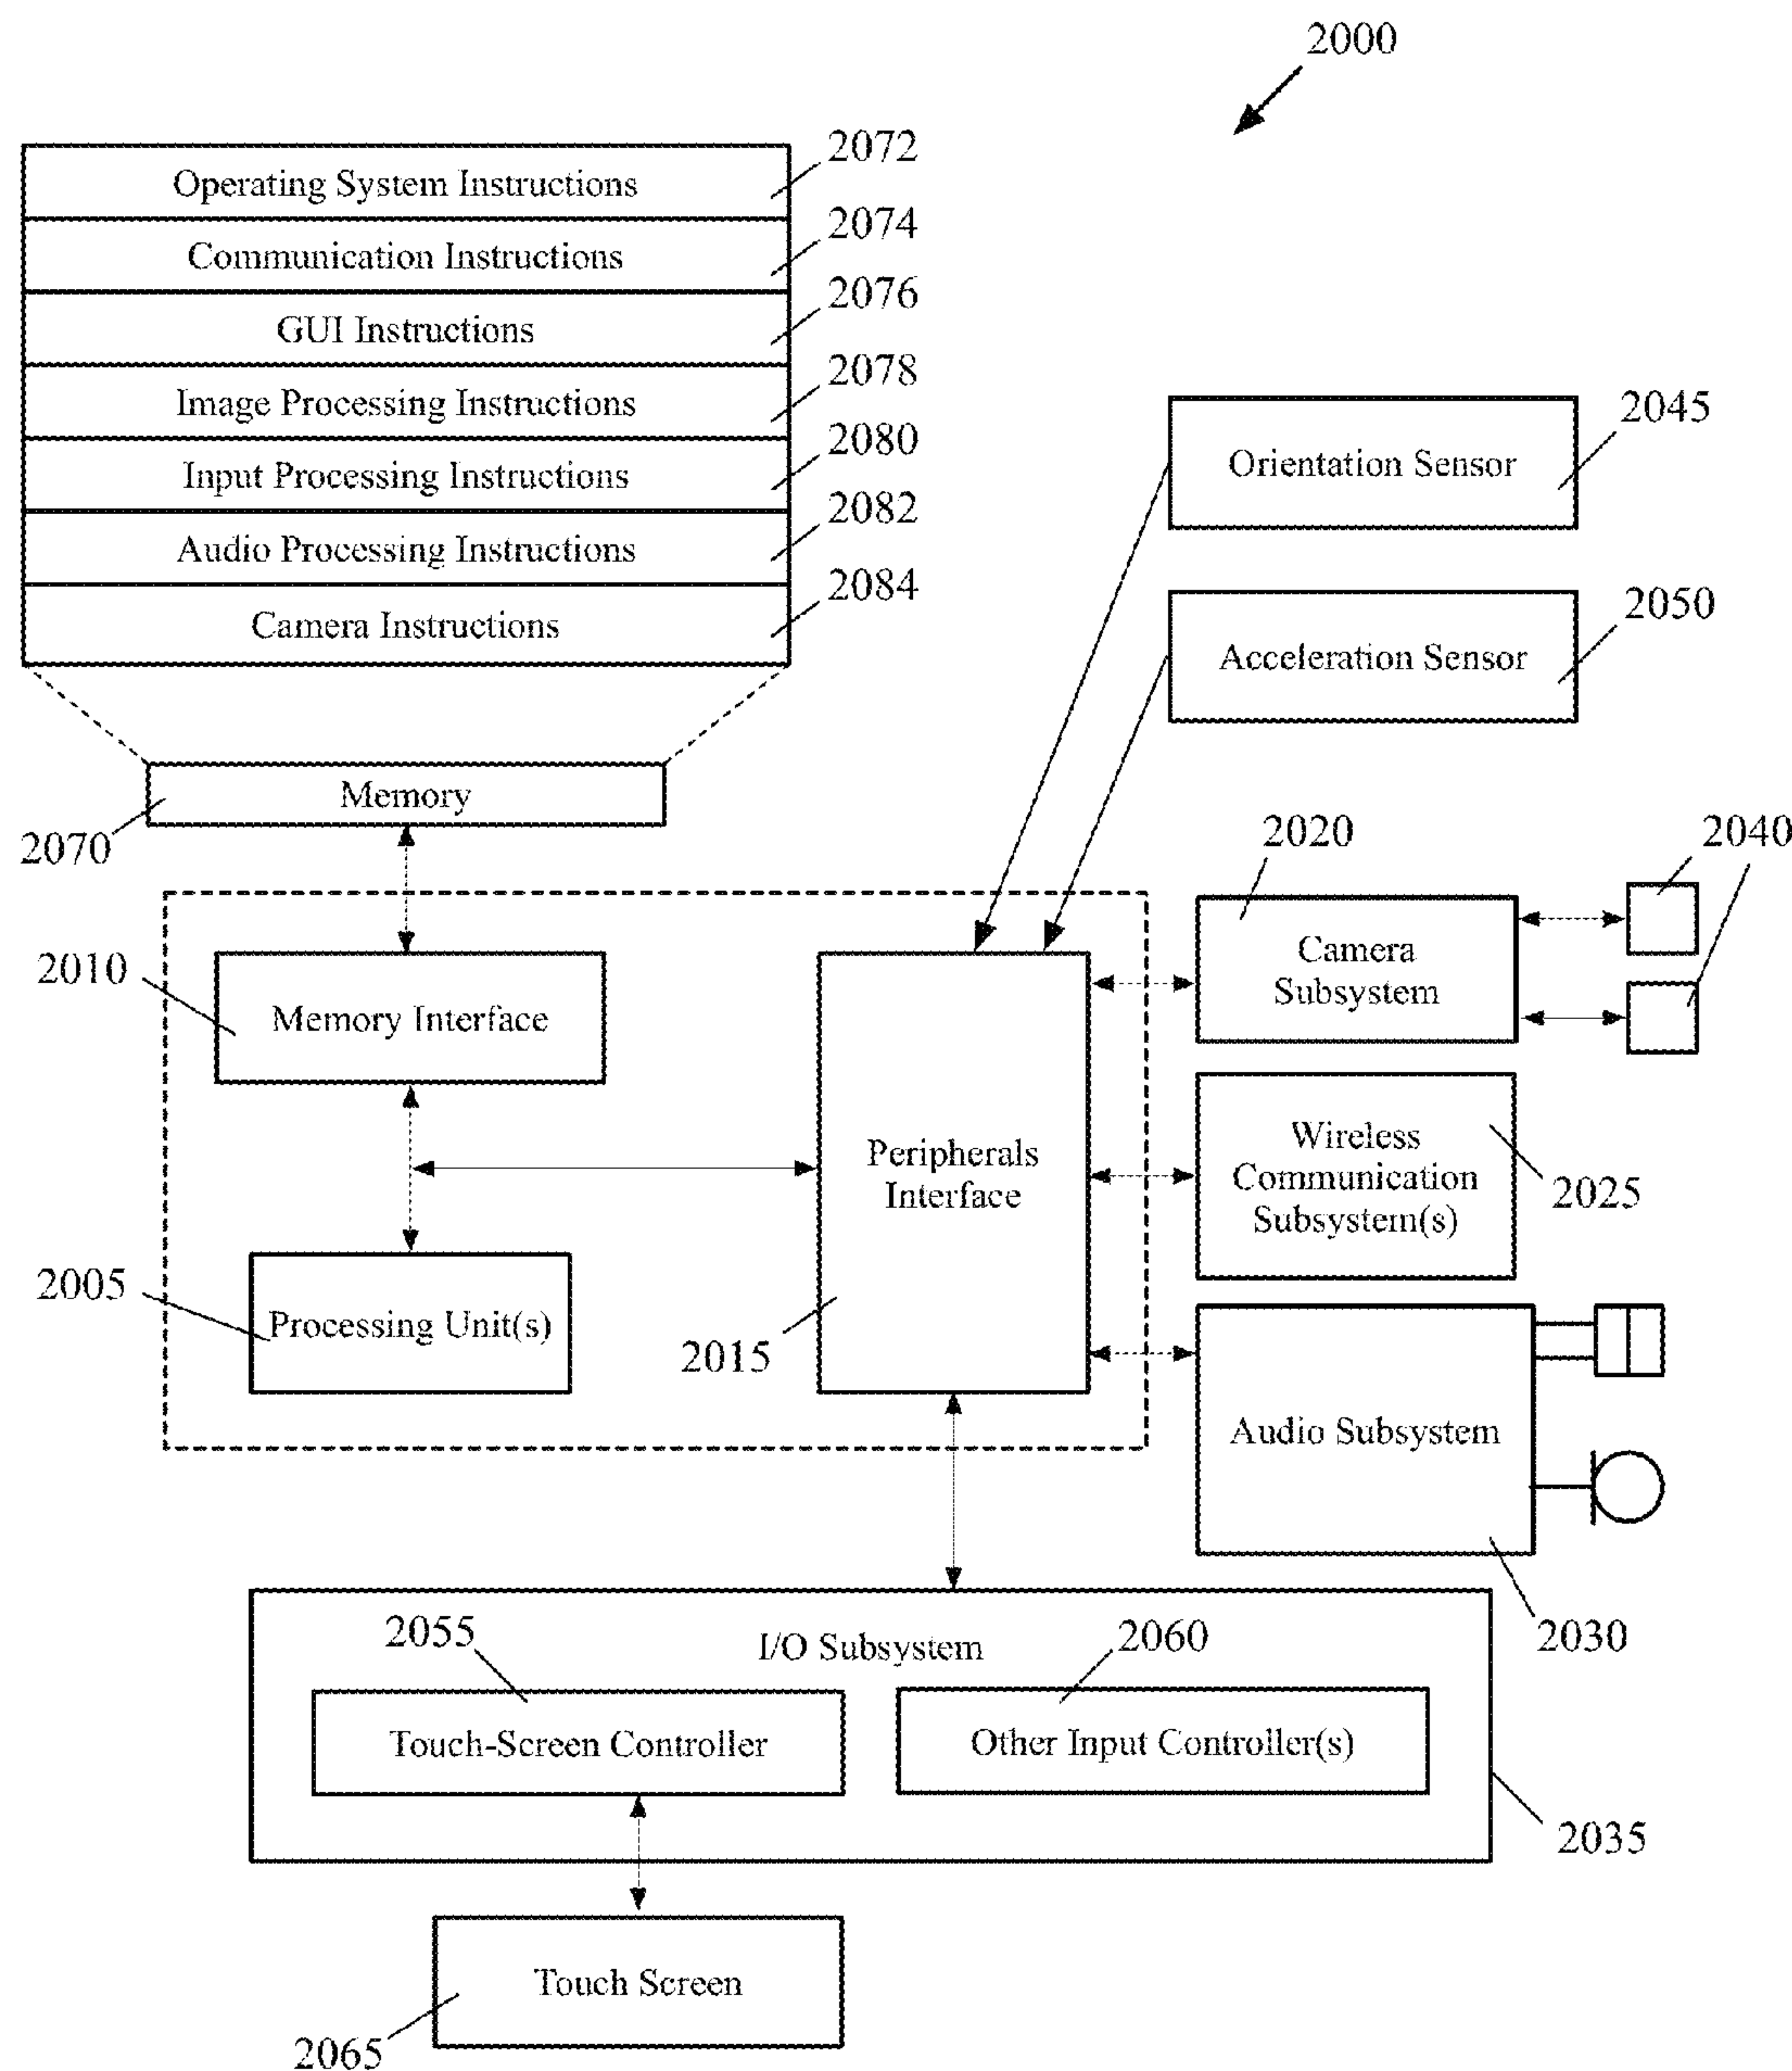 2000
2072
Operating System Instructions
2074
Communication Instructions
2076
GUI Instructions
2078
Image Processing Instructions
2080
Input Processing Instructions
2082
Audio Processing Instructions
2084
Camera Instructions
2045
Orientation Sensor
2050
Acceleration Sensor
Memory
2070
2020
2040
Camera
Subsystem
2010
Memory Interface
Peripherals
Interface
Wireless
Communication
Subsystem(s)
2025
2005
Processing Unit(s)
2015
Audio Subsystem
2030
2055
I/O Subsystem
2060
Touch-Screen Controller
Other Input Controller(s)
2035
Touch Screen
2065